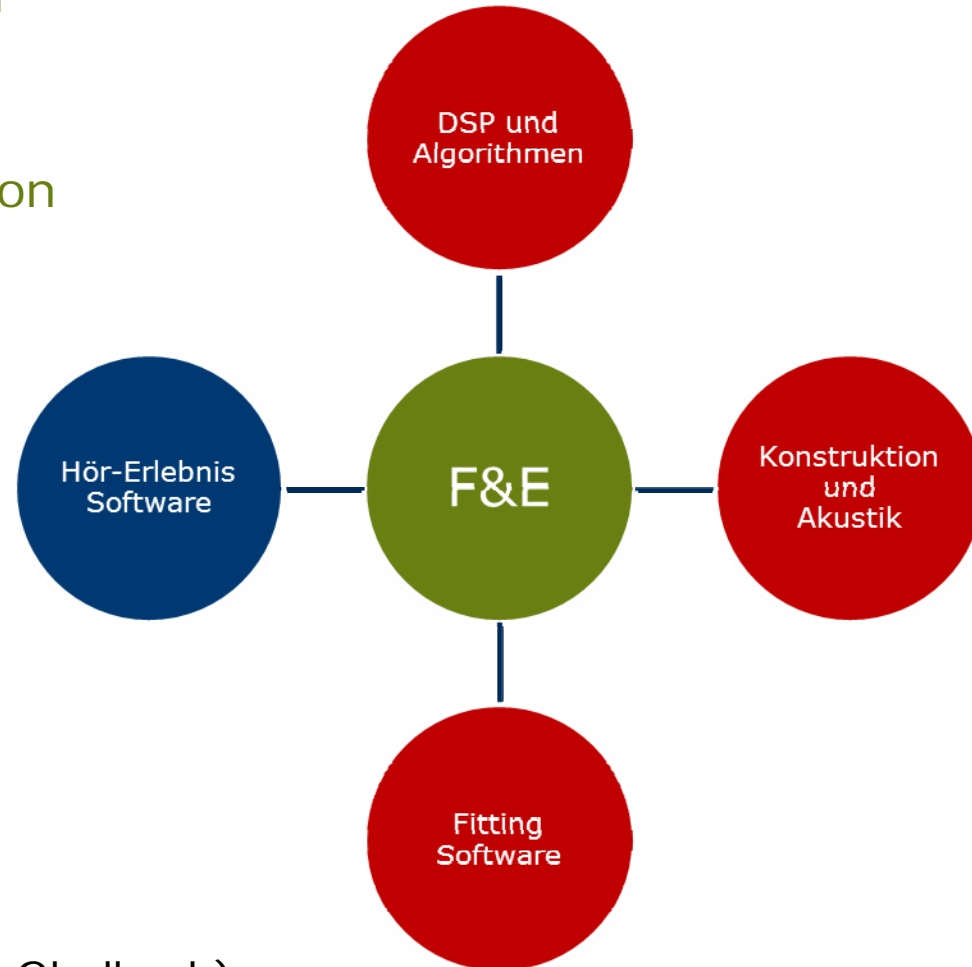 DSP und
Algorithmen
on
Hör-Erlebnis
Software
F&E
Konstruktion
und
Akustik
Fitting
Software